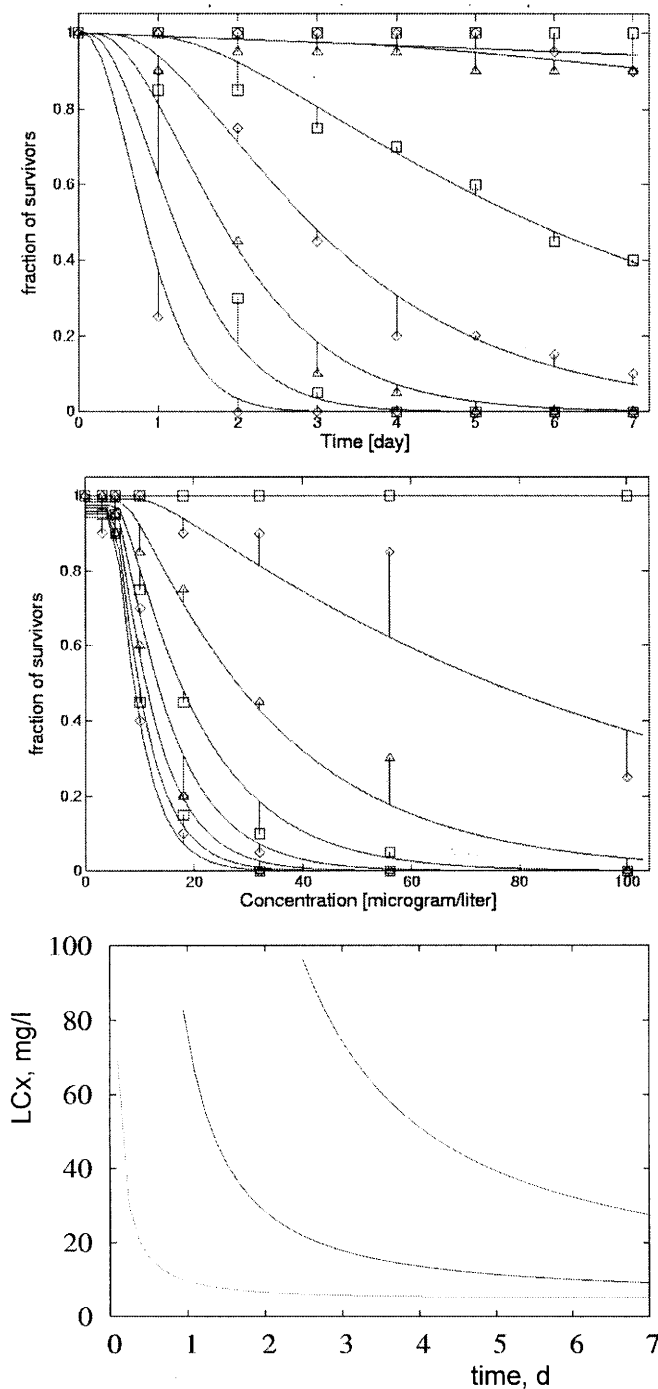 1
0.8
0.6
0.4
0.2
0
fraction of survivors
0 1 2 3 4 5 6 7
Time [day]
1
0.8
0.6
0.4
0.2
0
fraction of survivors
0 20 40 60 80 100
Concentration [microgram/liter]
100
80
60
40
20
0
LCx, mg/l
0 1 2 3 4 5 6 7
time, d